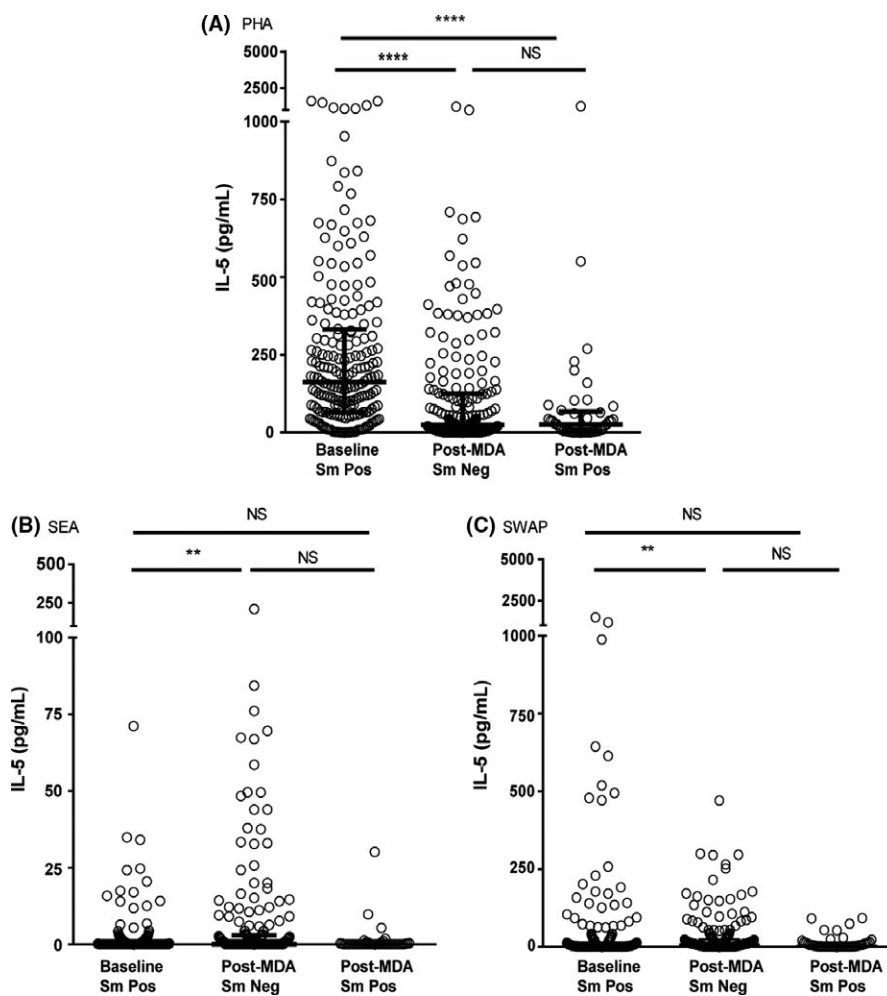 (A) PHA
****
**** NS
5000
2500
1000
750
500
250
0
IL-5 (pg/mL)
Baseline Post-MDA Post-MDA
Sm Pos Sm Neg Sm Pos
(B) SEA
NS
** NS
500
250
100
75
50
25
0
IL-5 (pg/mL)
Baseline Post-MDA Post-MDA
Sm Pos Sm Neg Sm Pos
(C) SWAP
NS
** NS
5000
2500
1000
750
500
250
0
IL-5 (pg/mL)
Baseline Post-MDA Post-MDA
Sm Pos Sm Neg Sm Pos